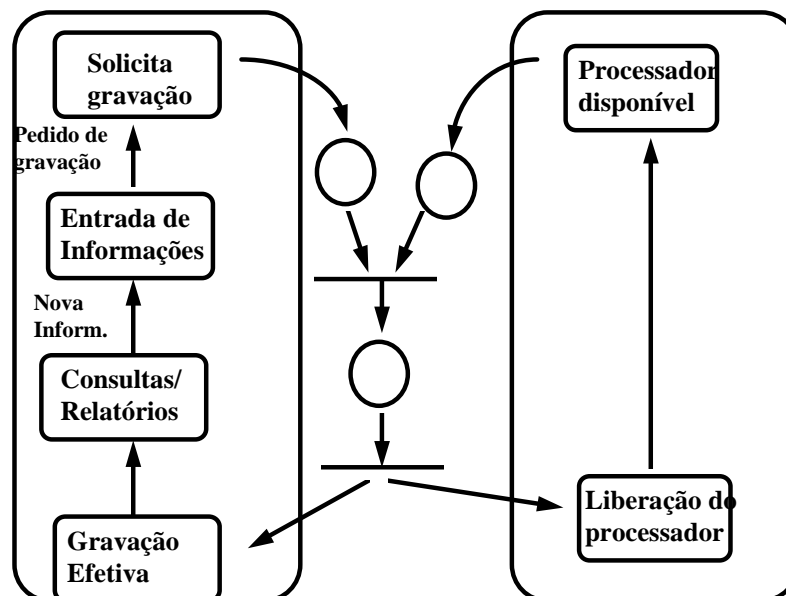 Solicita
gravação
Pedido de
gravação
Entrada de
Informações
Nova
Inform.
Consultas/
Relatórios
Gravação
Efetiva
Processador
disponível
Liberação do
processador